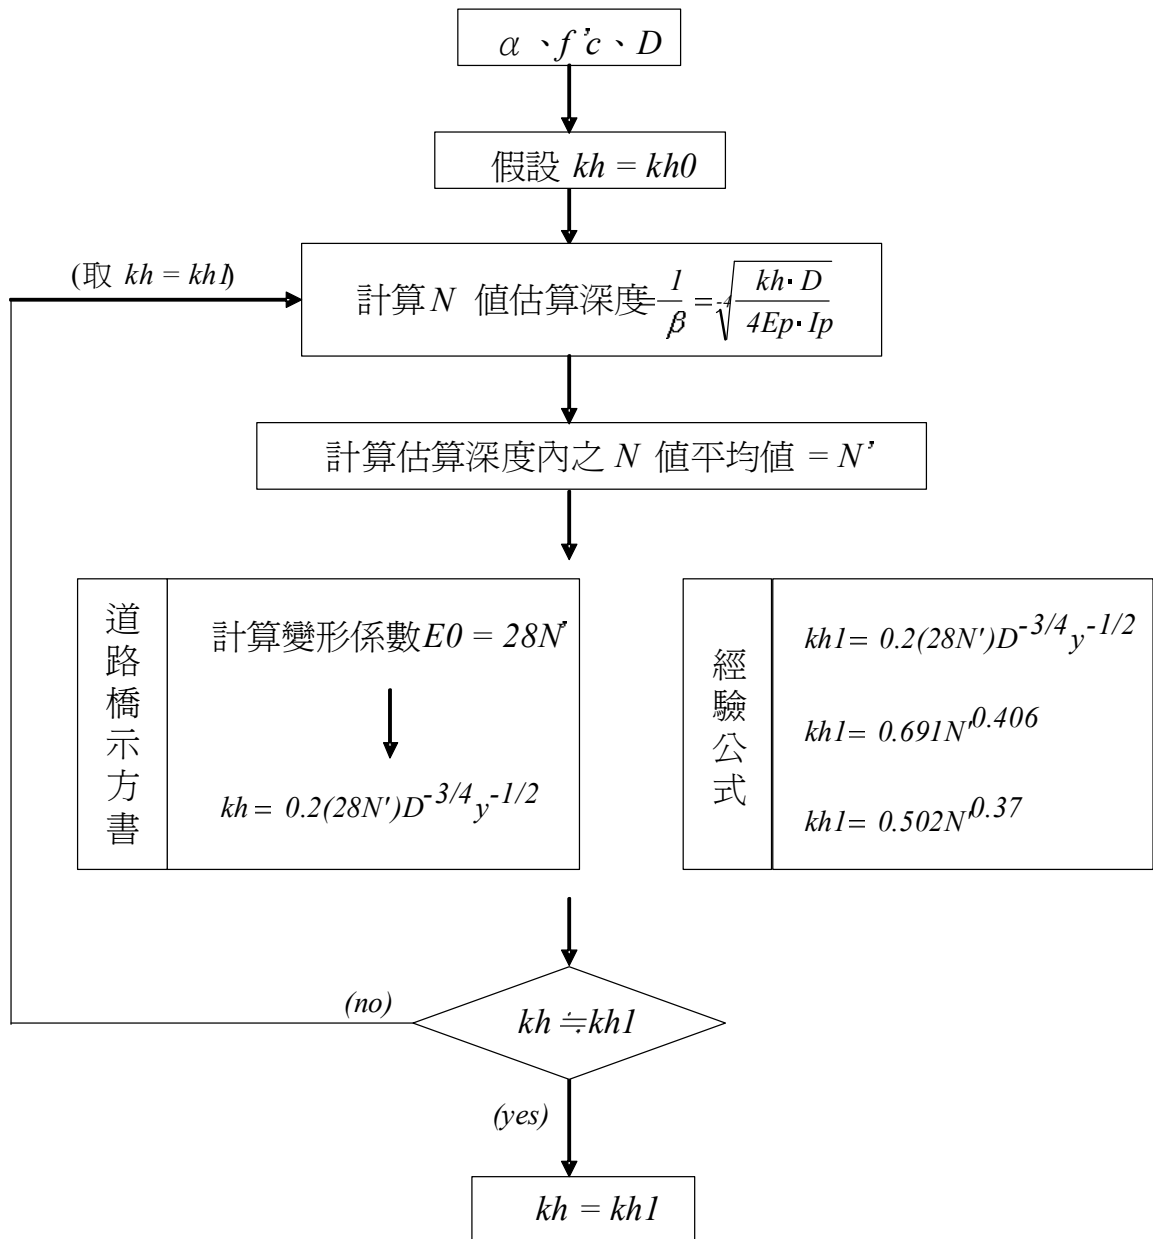 α、f'c、D
假設 kh = kh0
(取 kh = kh1)
計算N 值估算深度=1/β=-4√(kh·D/4Ep·Ip)
計算估算深度內之 N 值平均值 = N'
道路橋示方書
計算變形係數E0 = 28N'
kh = 0.2(28N')D^-3/4 y^-1/2
經驗公式
kh1= 0.2(28N')D^-3/4 y^-1/2
kh1= 0.691N'^0.406
kh1= 0.502N'^0.37
(no)
kh≒kh1
(yes)
kh = kh1